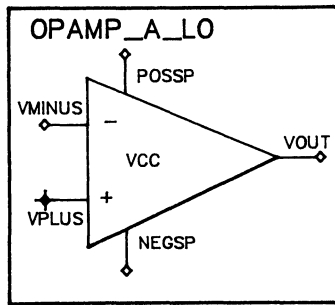 OPAMP_A_LO
POSSP
VMINUS
−
VCC
VOUT
+
VPLUS
NEGSP